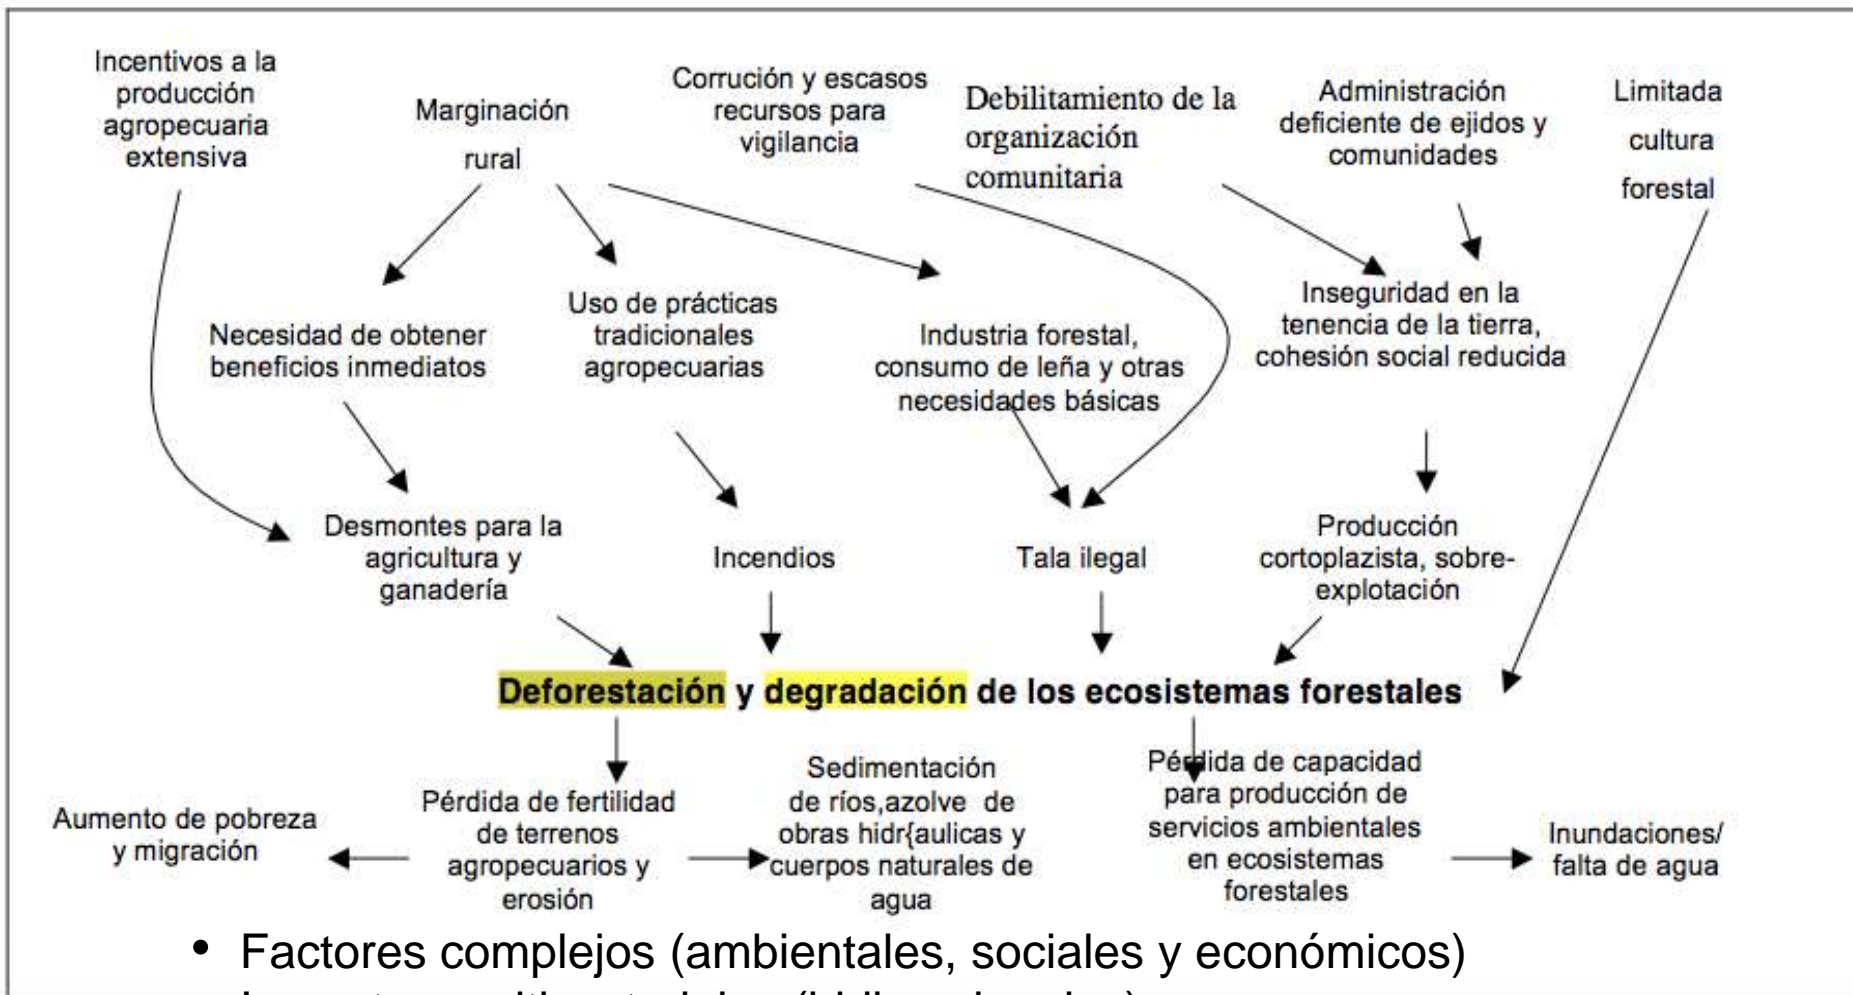 Incentivos a la
producción
agropecuaria
extensiva
Marginación
rural
Corrución y escasos
recursos para
vigilancia
Debilitamiento de la
organización
comunitaria
Administración
deficiente de ejidos y
comunidades
Limitada
cultura
forestal
Necesidad de obtener
beneficios inmediatos
Uso de prácticas
tradicionales
agropecuarias
Industria forestal,
consumo de leña y otras
necesidades básicas
Inseguridad en la
tenencia de la tierra,
cohesión social reducida
Desmontes para la
agricultura y
ganadería
Incendios
Tala ilegal
Producción
cortoplazista, sobre-
explotación
Deforestación y degradación de los ecosistemas forestales
Aumento de pobreza
y migración
Pérdida de fertilidad
de terrenos
agropecuarios y
erosión
Sedimentación
de ríos,azolve de
obras hidr{aulicas y
cuerpos naturales de
agua
Pérdida de capacidad
para producción de
servicios ambientales
en ecosistemas
forestales
Inundaciones/
falta de agua
• Factores complejos (ambientales, sociales y económicos)